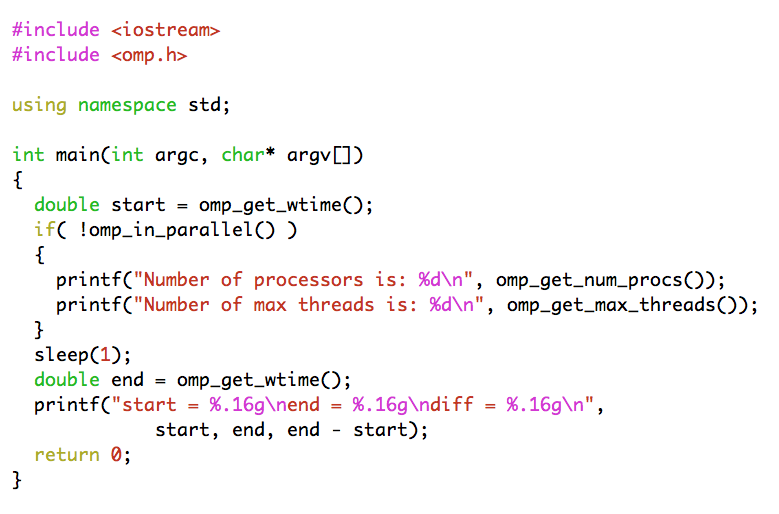 #include <iostream>
#include <omp.h>

using namespace std;

int main(int argc, char* argv[])
{
  double start = omp_get_wtime();
  if( !omp_in_parallel() )
  {
    printf("Number of processors is: %d\n", omp_get_num_procs());
    printf("Number of max threads is: %d\n", omp_get_max_threads());
  }
  sleep(1);
  double end = omp_get_wtime();
  printf("start = %.16g\nend = %.16g\ndiff = %.16g\n",
             start, end, end - start);
  return 0;
}